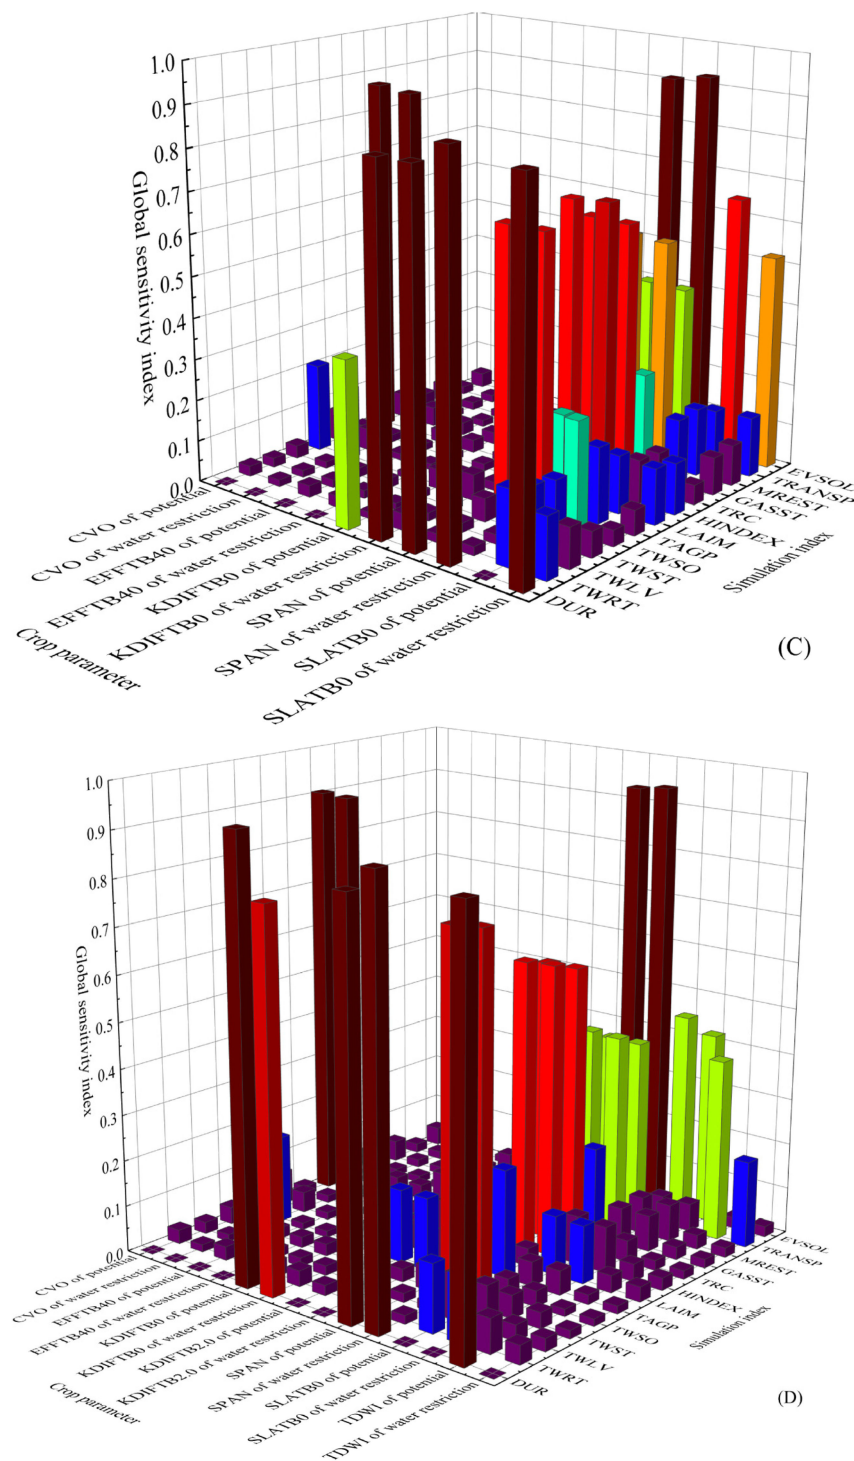 1.0
0.9
0.8
0.7
0.6
0.5
0.4
0.3
0.2
0.1
0.0
Global sensitivity index
CVO of potential
CVO of water restriction
EFFTB40 of potential
EFFTB40 of water restriction
KDIFTB0 of potential
KDIFTB0 of water restriction
SPAN of potential
SPAN of water restriction
SLATB0 of potential
SLATB0 of water restriction
Crop parameter
EVSOL
TRANSP
MREST
GASST
TRC
HINDEX
LAIM
TAGP
TWSO
TWST
TWLV
TWRT
DUR
Simulation index
(C)
1.0
0.9
0.8
0.7
0.6
0.5
0.4
0.3
0.2
0.1
0.0
Global sensitivity index
CVO of potential
CVO of water restriction
EFFTB40 of potential
EFFTB40 of water restriction
KDIFTB0 of potential
KDIFTB0 of water restriction
KDIFTB2.0 of potential
KDIFTB2.0 of water restriction
SPAN of potential
SPAN of water restriction
SLATB0 of potential
SLATB0 of water restriction
TDWI of potential
TDWI of water restriction
Crop parameter
EVSOL
TRANSP
MREST
GASST
TRC
HINDEX
LAIM
TAGP
TWSO
TWST
TWLV
TWRT
DUR
Simulation index
(D)